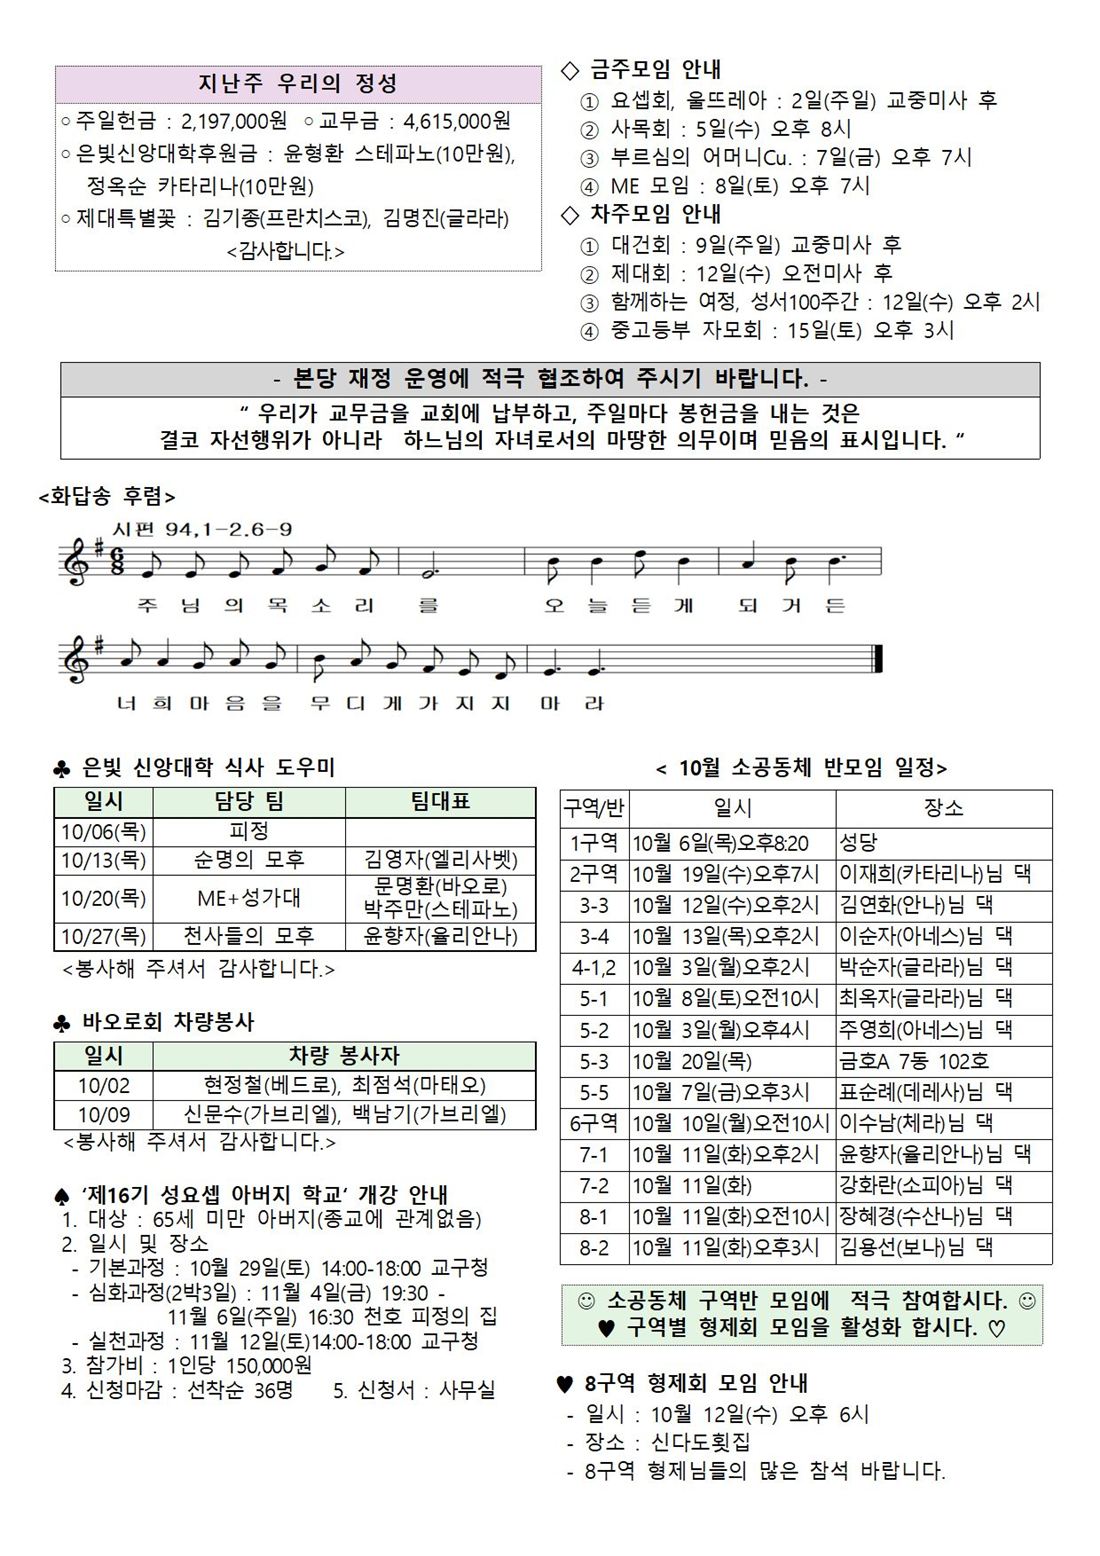 지난주 우리의 정성
○ 주일헌금 : 2,197,000원 ○ 교무금 : 4,615,000원
○ 은빛신앙대학후원금 : 윤형환 스테파노(10만원),
정옥순 카타리나(10만원)
○ 제대특별꽃 : 김기종(프란치스코), 김명진(글라라)
<감사합니다.>
◇ 금주모임 안내
① 요셉회, 울뜨레아 : 2일(주일) 교중미사 후
② 사목회 : 5일(수) 오후 8시
③ 부르심의 어머니Cu. : 7일(금) 오후 7시
④ ME 모임 : 8일(토) 오후 7시
◇ 차주모임 안내
① 대건회 : 9일(주일) 교중미사 후
② 제대회 : 12일(수) 오전미사 후
③ 함께하는 여정, 성서100주간 : 12일(수) 오후 2시
④ 중고등부 자모회 : 15일(토) 오후 3시
- 본당 재정 운영에 적극 협조하여 주시기 바랍니다. -
“ 우리가 교무금을 교회에 납부하고, 주일마다 봉헌금을 내는 것은
결코 자선행위가 아니라 하느님의 자녀로서의 마땅한 의무이며 믿음의 표시입니다. “
<화답송 후렴>
시편 94,1-2.6-9
6
8
주 님 의 목 소 리 를 오 늘 듣 게 되 거 든
너 희 마 음 을 무 디 게 가 지 지 마 라
♣ 은빛 신앙대학 식사 도우미
일시 담당 팀 팀대표
10/06(목) 피정
10/13(목) 순명의 모후 김영자(엘리사벳)
10/20(목) ME+성가대 문명환(바오로)
박주만(스테파노)
10/27(목) 천사들의 모후 윤향자(율리안나)
<봉사해 주셔서 감사합니다.>
♣ 바오로회 차량봉사
일시 차량 봉사자
10/02 현정철(베드로), 최점석(마태오)
10/09 신문수(가브리엘), 백남기(가브리엘)
<봉사해 주셔서 감사합니다.>
♠ ‘제16기 성요셉 아버지 학교‘ 개강 안내
1. 대상 : 65세 미만 아버지(종교에 관계없음)
2. 일시 및 장소
- 기본과정 : 10월 29일(토) 14:00-18:00 교구청
- 심화과정(2박3일) : 11월 4일(금) 19:30 -
11월 6일(주일) 16:30 천호 피정의 집
- 실천과정 : 11월 12일(토)14:00-18:00 교구청
3. 참가비 : 1인당 150,000원
4. 신청마감 : 선착순 36명 5. 신청서 : 사무실
< 10월 소공동체 반모임 일정>
구역/반 일시 장소
1구역 10월 6일(목)오후8:20 성당
2구역 10월 19일(수)오후7시 이재희(카타리나)님 댁
3-3 10월 12일(수)오후2시 김연화(안나)님 댁
3-4 10월 13일(목)오후2시 이순자(아네스)님 댁
4-1,2 10월 3일(월)오후2시 박순자(글라라)님 댁
5-1 10월 8일(토)오전10시 최옥자(글라라)님 댁
5-2 10월 3일(월)오후4시 주영희(아네스)님 댁
5-3 10월 20일(목) 금호A 7동 102호
5-5 10월 7일(금)오후3시 표순례(데레사)님 댁
6구역 10월 10일(월)오전10시 이수남(체라)님 댁
7-1 10월 11일(화)오후2시 윤향자(율리안나)님 댁
7-2 10월 11일(화) 강화란(소피아)님 댁
8-1 10월 11일(화)오전10시 장혜경(수산나)님 댁
8-2 10월 11일(화)오후3시 김용선(보나)님 댁
☺ 소공동체 구역반 모임에 적극 참여합시다. ☺
♥ 구역별 형제회 모임을 활성화 합시다. ♡
♥ 8구역 형제회 모임 안내
- 일시 : 10월 12일(수) 오후 6시
- 장소 : 신다도횟집
- 8구역 형제님들의 많은 참석 바랍니다.